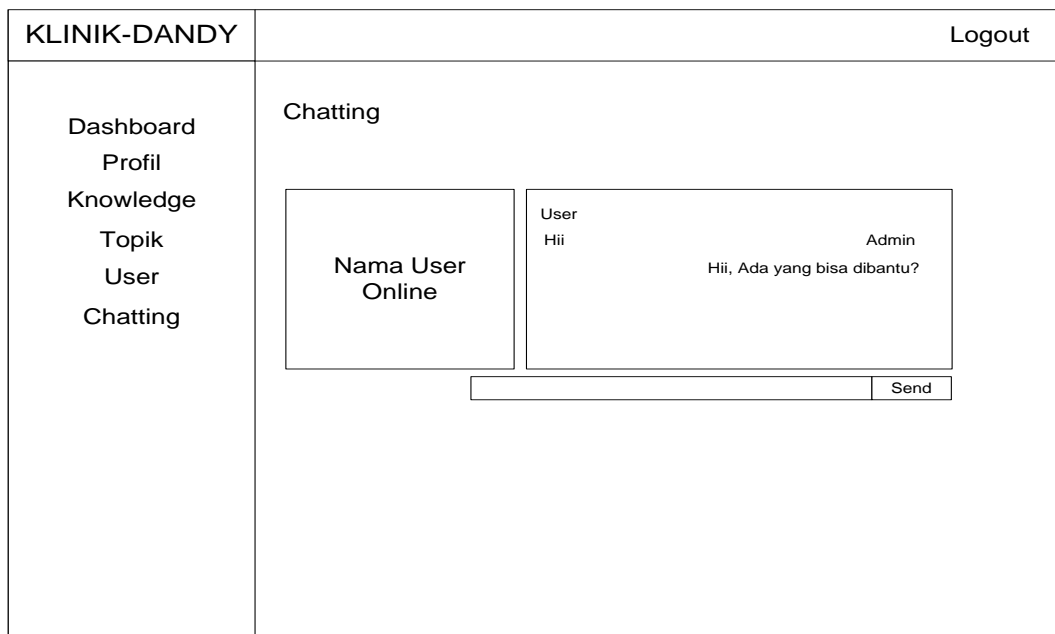 KLINIK-DANDY
Logout
Dashboard
Profil
Knowledge
Topik
User
Chatting
Chatting
Nama User
Online
User
Hii
Admin
Hii, Ada yang bisa dibantu?
Send